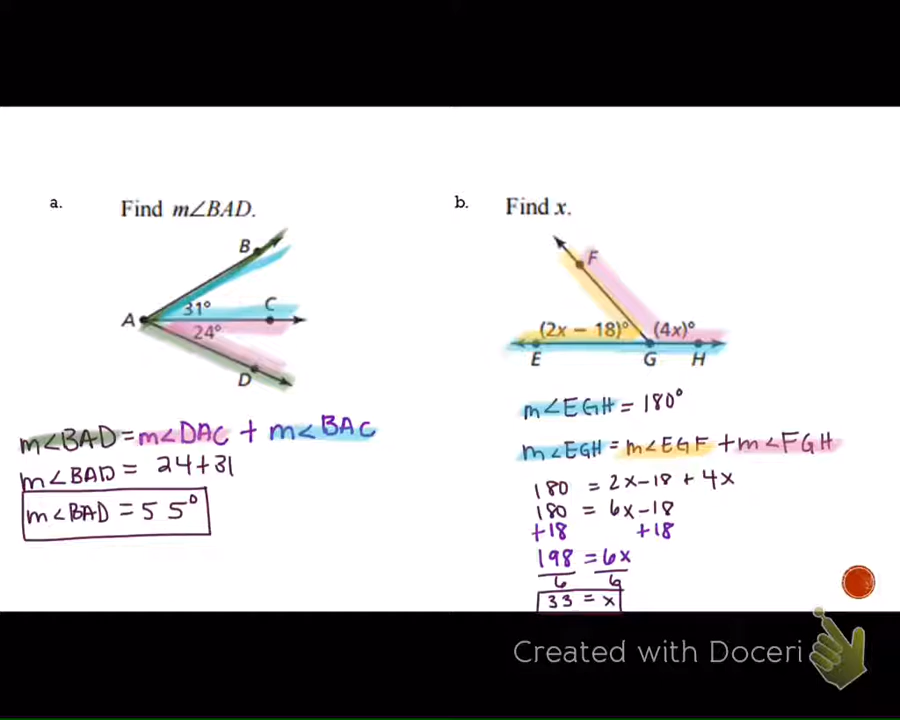 a.
Find m∠BAD.
B
31°
C
A
24°
D
m∠BAD = m∠DAC + m∠BAC
m∠BAD = 24+31
m∠BAD = 55°
b.
Find x.
F
(2x − 18)° (4x)°
E G H
m∠EGH = 180°
m∠EGH = m∠EGF + m∠FGH
180 = 2x-18 + 4x
180 = 6x-18
+18 +18
198 = 6x
6 6
33 = x
Created with Doceri